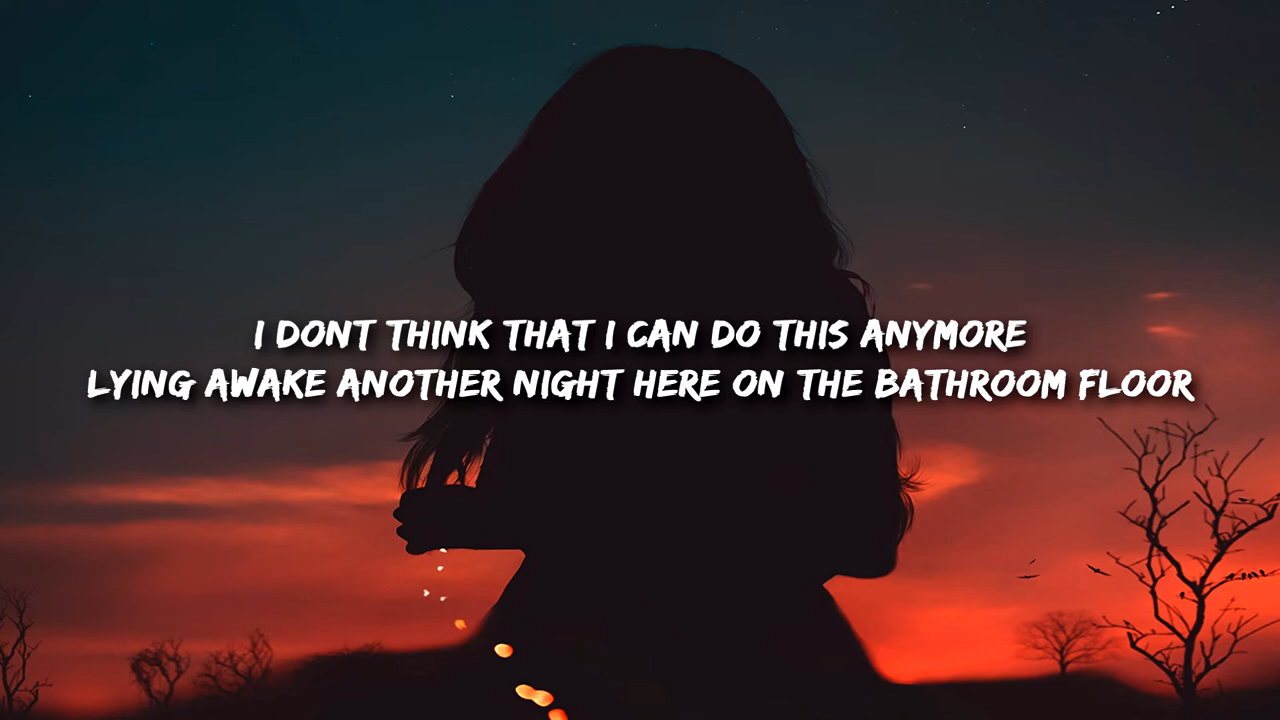 I DONT THINK THAT I CAN DO THIS ANYMORE
LYING AWAKE ANOTHER NIGHT HERE ON THE BATHROOM FLOOR